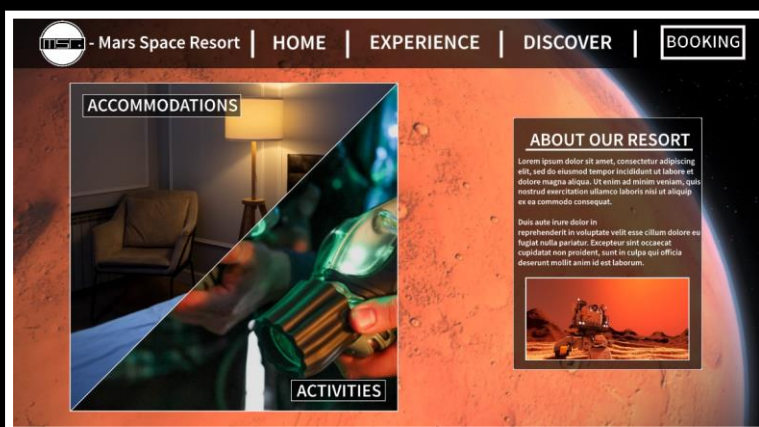 MSR - Mars Space Resort | HOME | EXPERIENCE | DISCOVER | BOOKING
ACCOMMODATIONS
ACTIVITIES
ABOUT OUR RESORT
Lorem ipsum dolor sit amet, consectetur adipiscing
elit, sed do eiusmod tempor incididunt ut labore et
dolore magna aliqua. Ut enim ad minim veniam, quis
nostrud exercitation ullamco laboris nisi ut aliquip
ex ea commodo consequat.
Duis aute irure dolor in
reprehenderit in voluptate velit esse cillum dolore eu
fugiat nulla pariatur. Excepteur sint occaecat
cupidatat non proident, sunt in culpa qui officia
deserunt mollit anim id est laborum.